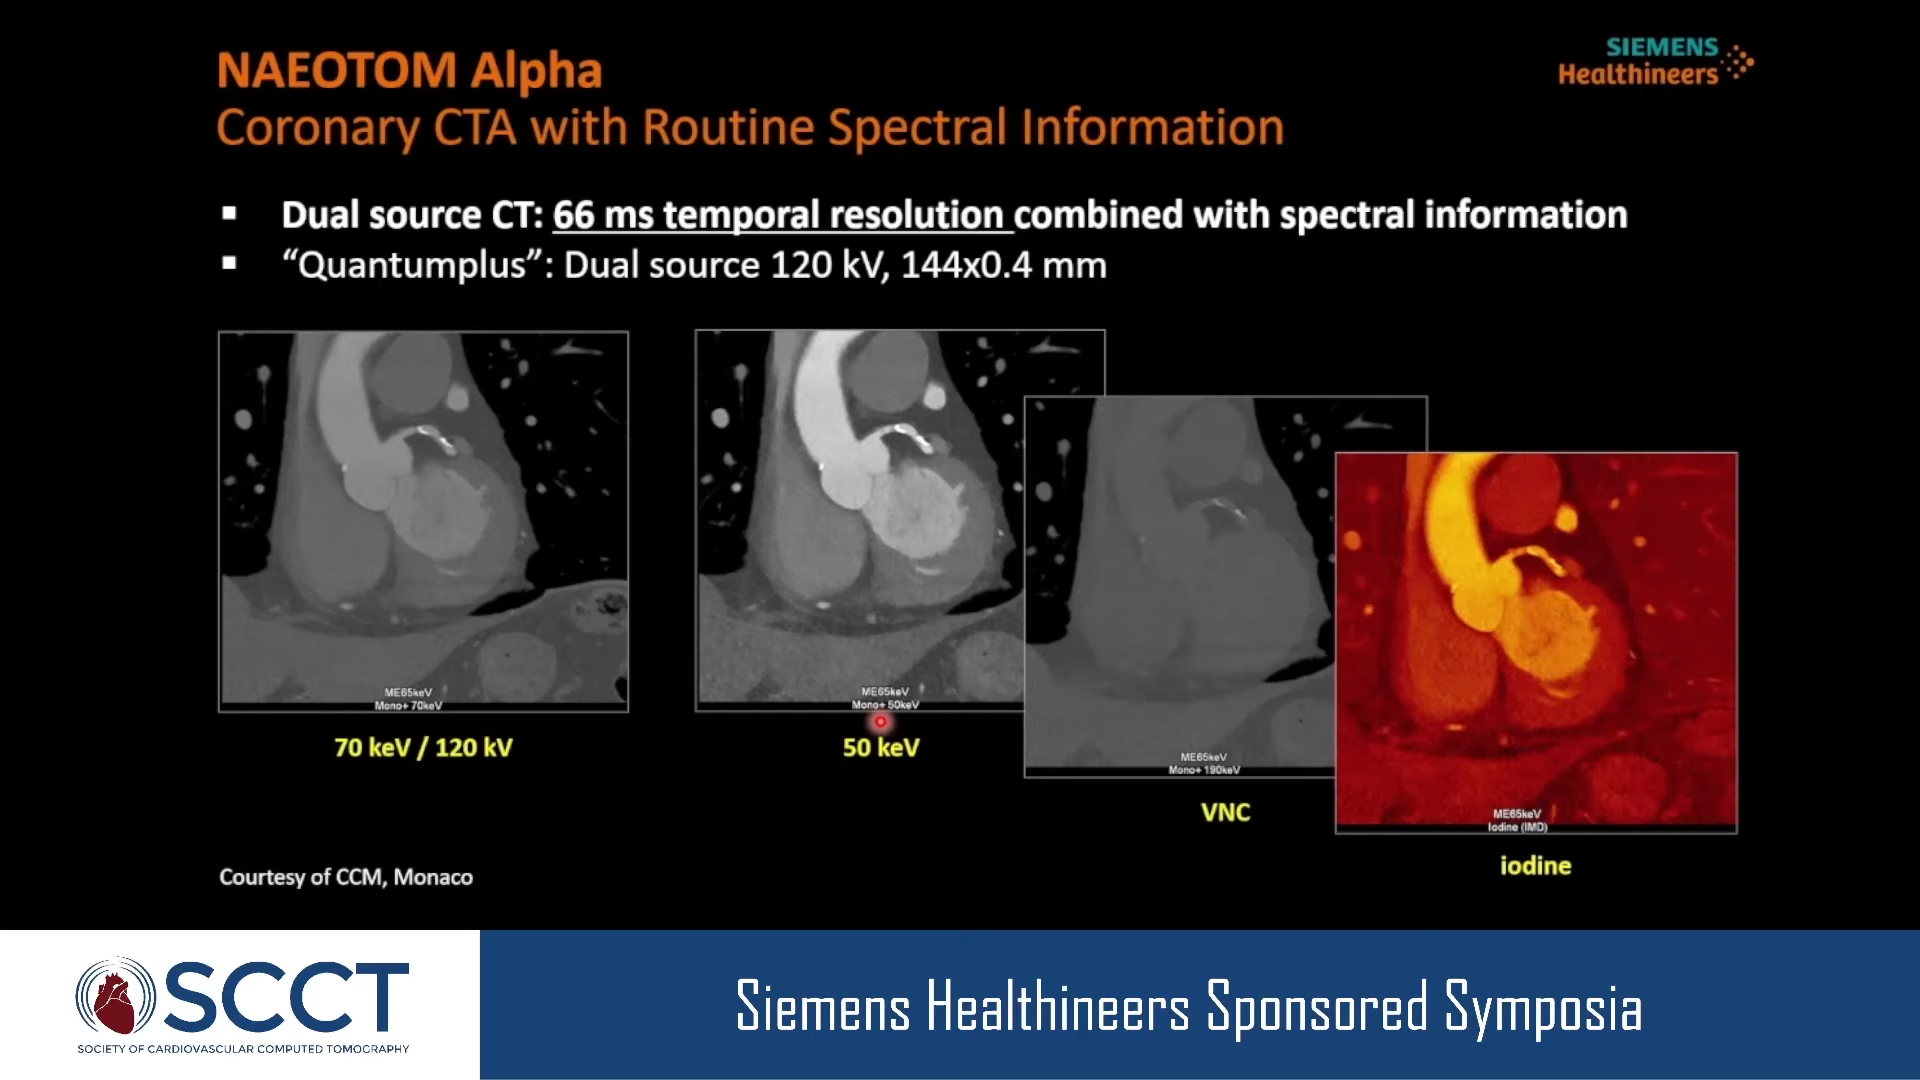 NAEOTOM Alpha
SIEMENS
Healthineers
Coronary CTA with Routine Spectral Information
▪ Dual source CT: 66 ms temporal resolution combined with spectral information
▪ “Quantumplus”: Dual source 120 kV, 144x0.4 mm
ME65keV
Mono+ 70keV
70 keV / 120 kV
ME65keV
Mono+ 50keV
50 keV
ME65keV
Mono+ 190keV
VNC
ME65keV
Iodine (IMD)
iodine
Courtesy of CCM, Monaco
SCCT
SOCIETY OF CARDIOVASCULAR COMPUTED TOMOGRAPHY
Siemens Healthineers Sponsored Symposia